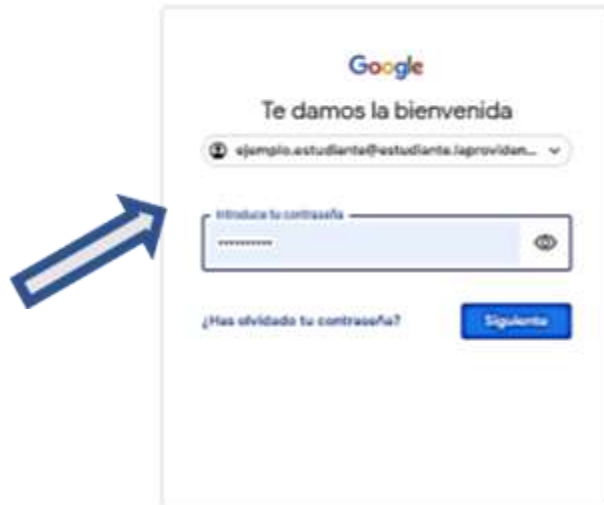 Google
Te damos la bienvenida
ejemplo.estudiante@estudiante.laproviden...
Introduce tu contraseña
••••••••••
¿Has olvidado tu contraseña?
Siguiente